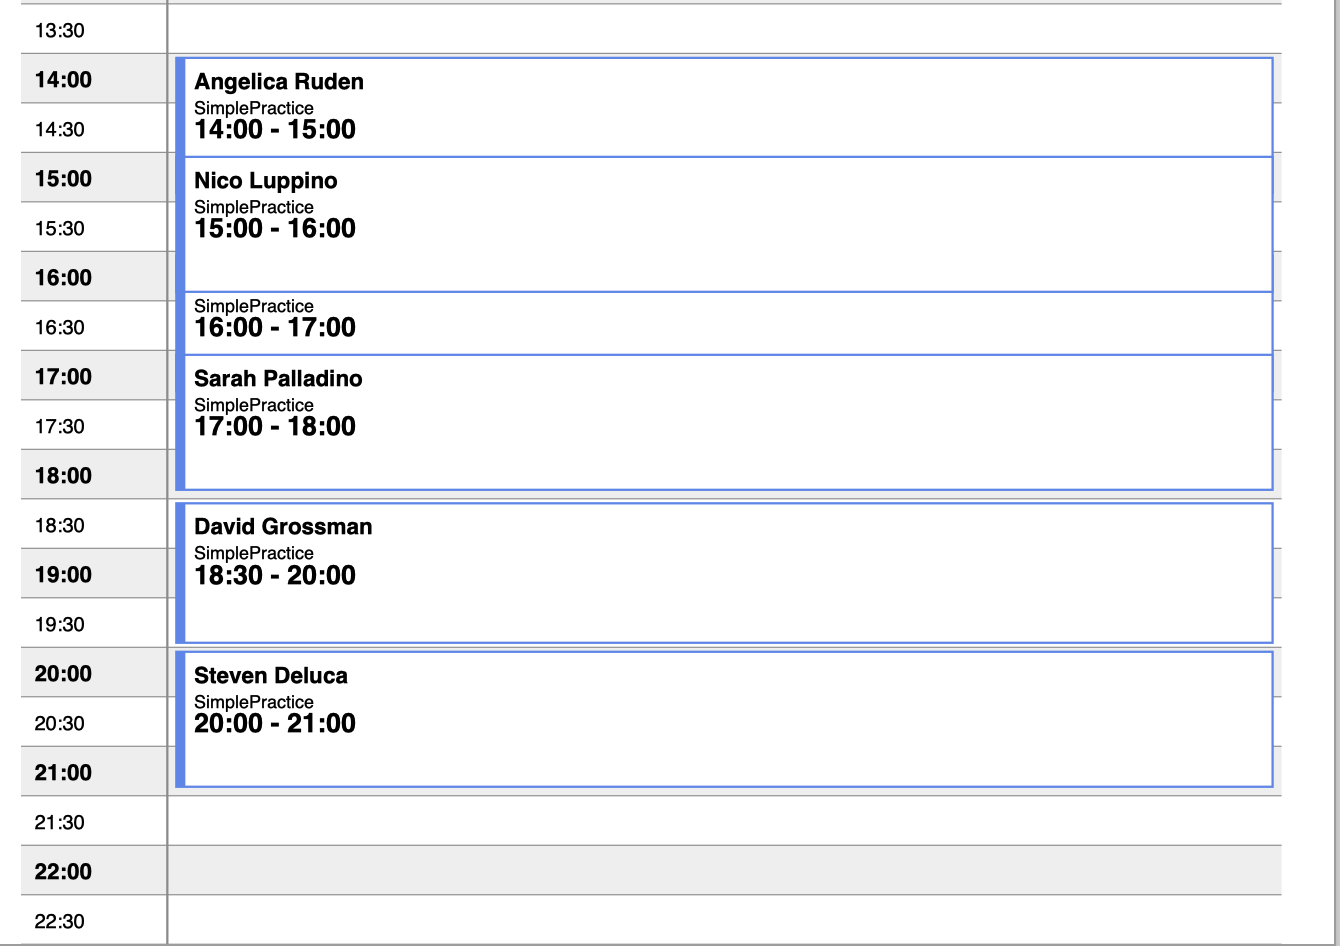 13:30
14:00
Angelica Ruden
SimplePractice
14:00 - 15:00
14:30
15:00
Nico Luppino
SimplePractice
15:00 - 16:00
15:30
16:00
SimplePractice
16:00 - 17:00
16:30
17:00
Sarah Palladino
SimplePractice
17:00 - 18:00
17:30
18:00
18:30
David Grossman
SimplePractice
18:30 - 20:00
19:00
19:30
20:00
Steven Deluca
SimplePractice
20:00 - 21:00
20:30
21:00
21:30
22:00
22:30